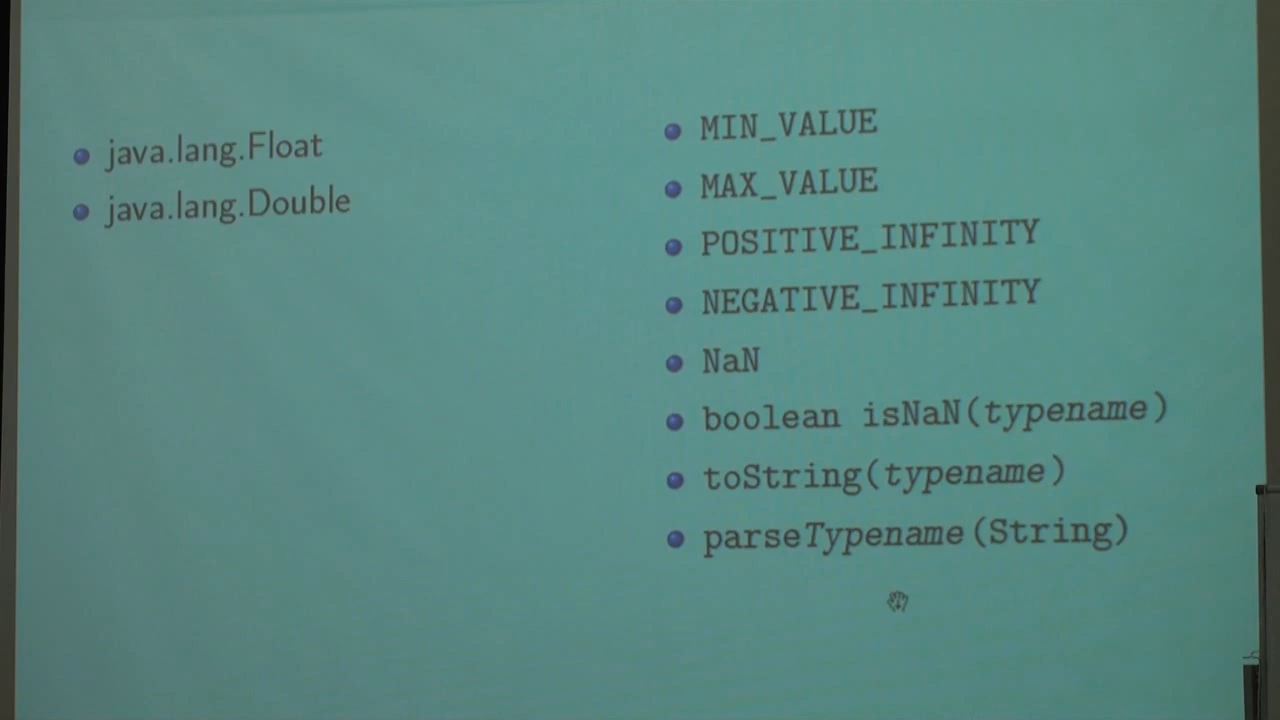 java.lang.Float
java.lang.Double
MIN_VALUE
MAX_VALUE
POSITIVE_INFINITY
NEGATIVE_INFINITY
NaN
boolean isNaN(typename)
toString(typename)
parseTypename(String)